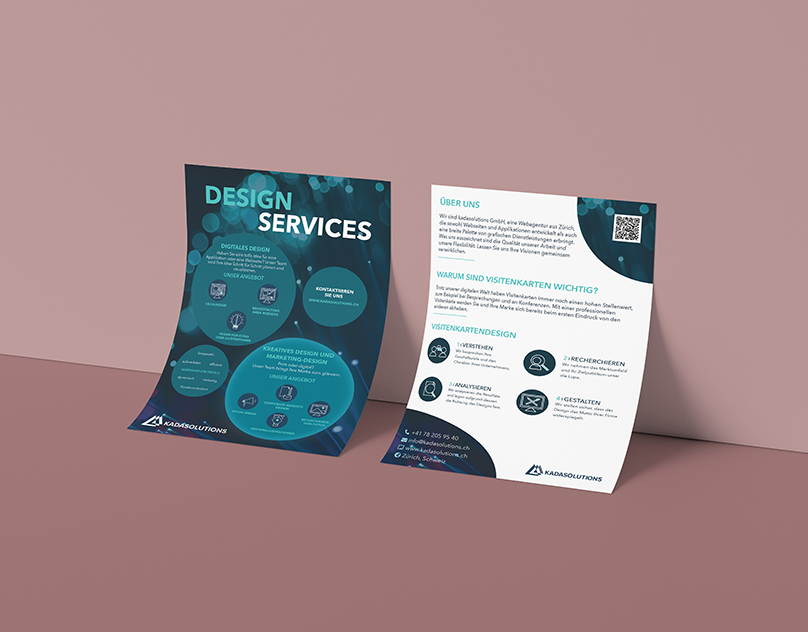 DESIGN
SERVICES
DIGITALES DESIGN
Haben Sie eine tolle Idee für eine
Applikation oder eine Webseite? Unser Team
wird Ihre Idee Schritt für Schritt planen und
visualisieren.
UNSER ANGEBOT
KONTAKTIEREN
SIE UNS
WWW.KADASOLUTIONS.CH
KREATIVES DESIGN UND
MARKETING-DESIGN
Print oder digital?
Unser Team bringt Ihre Marke zum glänzen.
UNSER ANGEBOT
KADASOLUTIONS
ÜBER UNS
Wir sind kadasolutions GmbH, eine Webagentur aus Zürich,
die sowohl Webseiten und Applikationen entwickelt als auch
eine breite Palette von grafischen Dienstleistungen erbringt.
Was uns auszeichnet sind die Qualität unserer Arbeit und
unsere Flexibilität. Lassen Sie uns Ihre Visionen gemeinsam
verwirklichen.
WARUM SIND VISITENKARTEN WICHTIG?
Trotz unserer digitalen Welt haben Visitenkarten immer noch einen hohen Stellenwert,
zum Beispiel bei Besprechungen und an Konferenzen. Mit einer professionellen
Visitenkarte werden Sie und Ihre Marke sich bereits beim ersten Eindruck von den
anderen abheben.
VISITENKARTENDESIGN
1 : VERSTEHEN
Wir besprechen Ihre
Geschäftsziele und den
Charakter Ihres Unternehmens.
2 : RECHERCHIEREN
Wir nehmen das Marktumfeld
und Ihr Zielpublikum unter
die Lupe.
3 : ANALYSIEREN
Wir analysieren die Resultate
und legen aufgrund dessen
die Richtung des Designs fest.
4 : GESTALTEN
Wir stellen sicher, dass das
Design das Motto Ihrer Firma
widerspiegelt.
+41 78 205 95 40
info@kadasolutions.ch
www.kadasolutions.ch
Zürich, Schweiz
KADASOLUTIONS